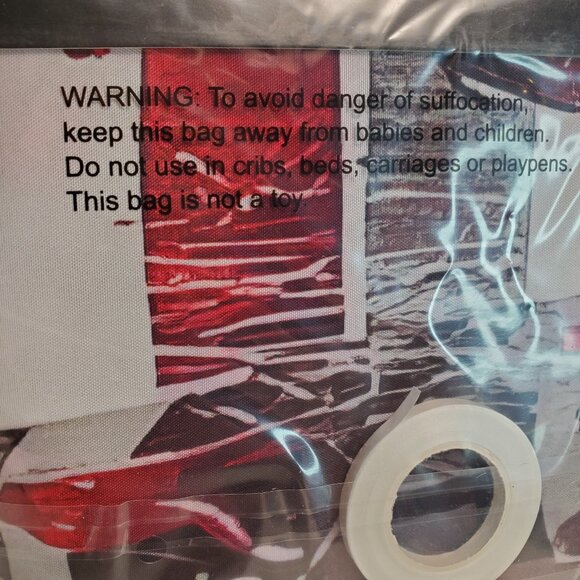 WARNING: To avoid danger of suffocation,
keep this bag away from babies and children.
Do not use in cribs, beds, carriages or playpens.
This bag is not a toy.